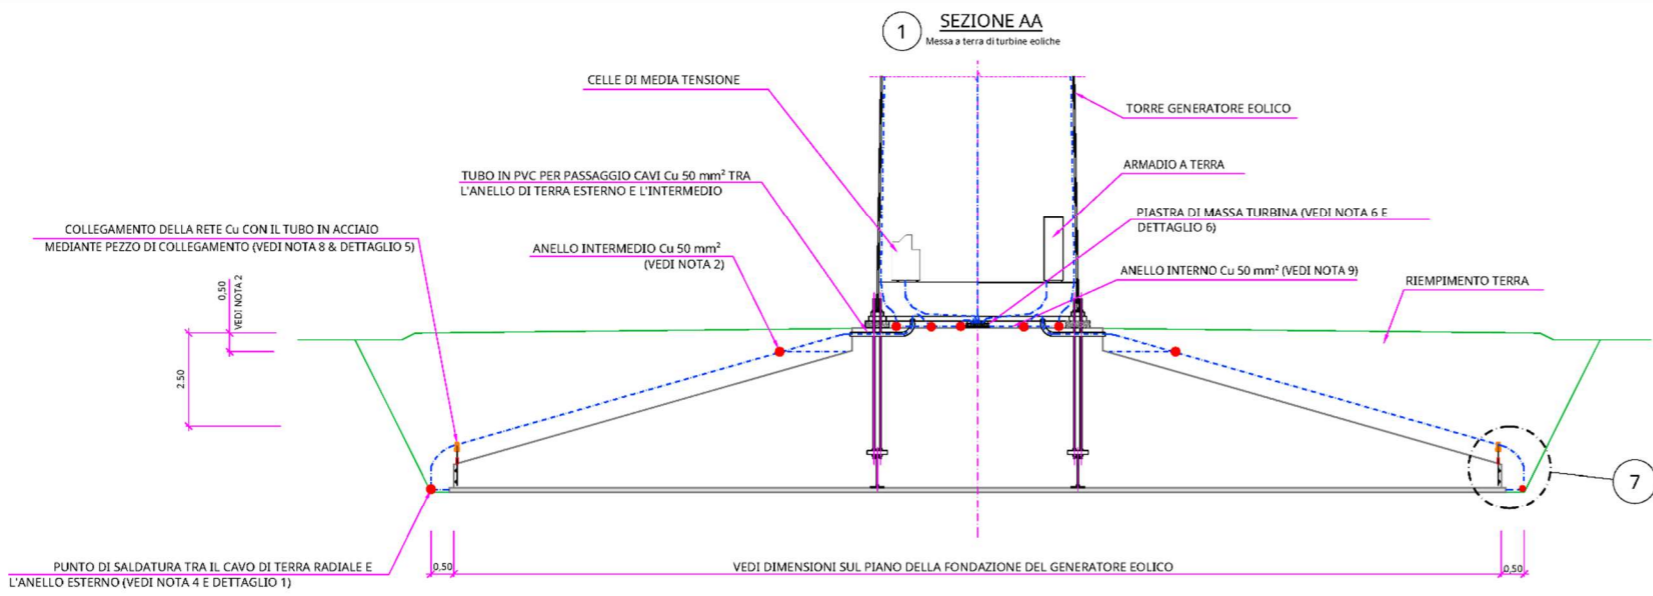 1
SEZIONE AA
Messa a terra di turbine eoliche
CELLE DI MEDIA TENSIONE
TORRE GENERATORE EOLICO
ARMADIO A TERRA
TUBO IN PVC PER PASSAGGIO CAVI Cu 50 mm² TRA
L'ANELLO DI TERRA ESTERNO E L'INTERMEDIO
PIASTRA DI MASSA TURBINA (VEDI NOTA 6 E
DETTAGLIO 6)
COLLEGAMENTO DELLA RETE Cu CON IL TUBO IN ACCIAIO
MEDIANTE PEZZO DI COLLEGAMENTO (VEDI NOTA 8 & DETTAGLIO 5)
ANELLO INTERMEDIO Cu 50 mm²
(VEDI NOTA 2)
ANELLO INTERNO Cu 50 mm² (VEDI NOTA 9)
RIEMPIMENTO TERRA
0,50
VEDI NOTA 2
2.50
7
PUNTO DI SALDATURA TRA IL CAVO DI TERRA RADIALE E
L'ANELLO ESTERNO (VEDI NOTA 4 E DETTAGLIO 1)
0,50
VEDI DIMENSIONI SUL PIANO DELLA FONDAZIONE DEL GENERATORE EOLICO
0,50